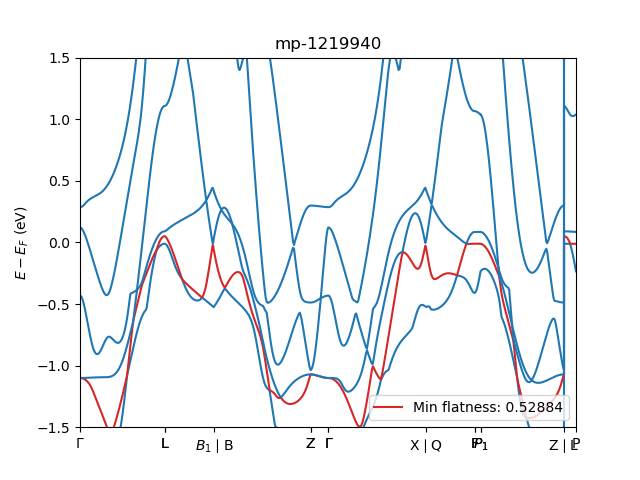 mp-1219940
E − E_F (eV)
1.5
1.0
0.5
0.0
−0.5
−1.0
−1.5
Min flatness: 0.52884
Γ L B₁ | B Z Γ X | Q P₁ Z | L P